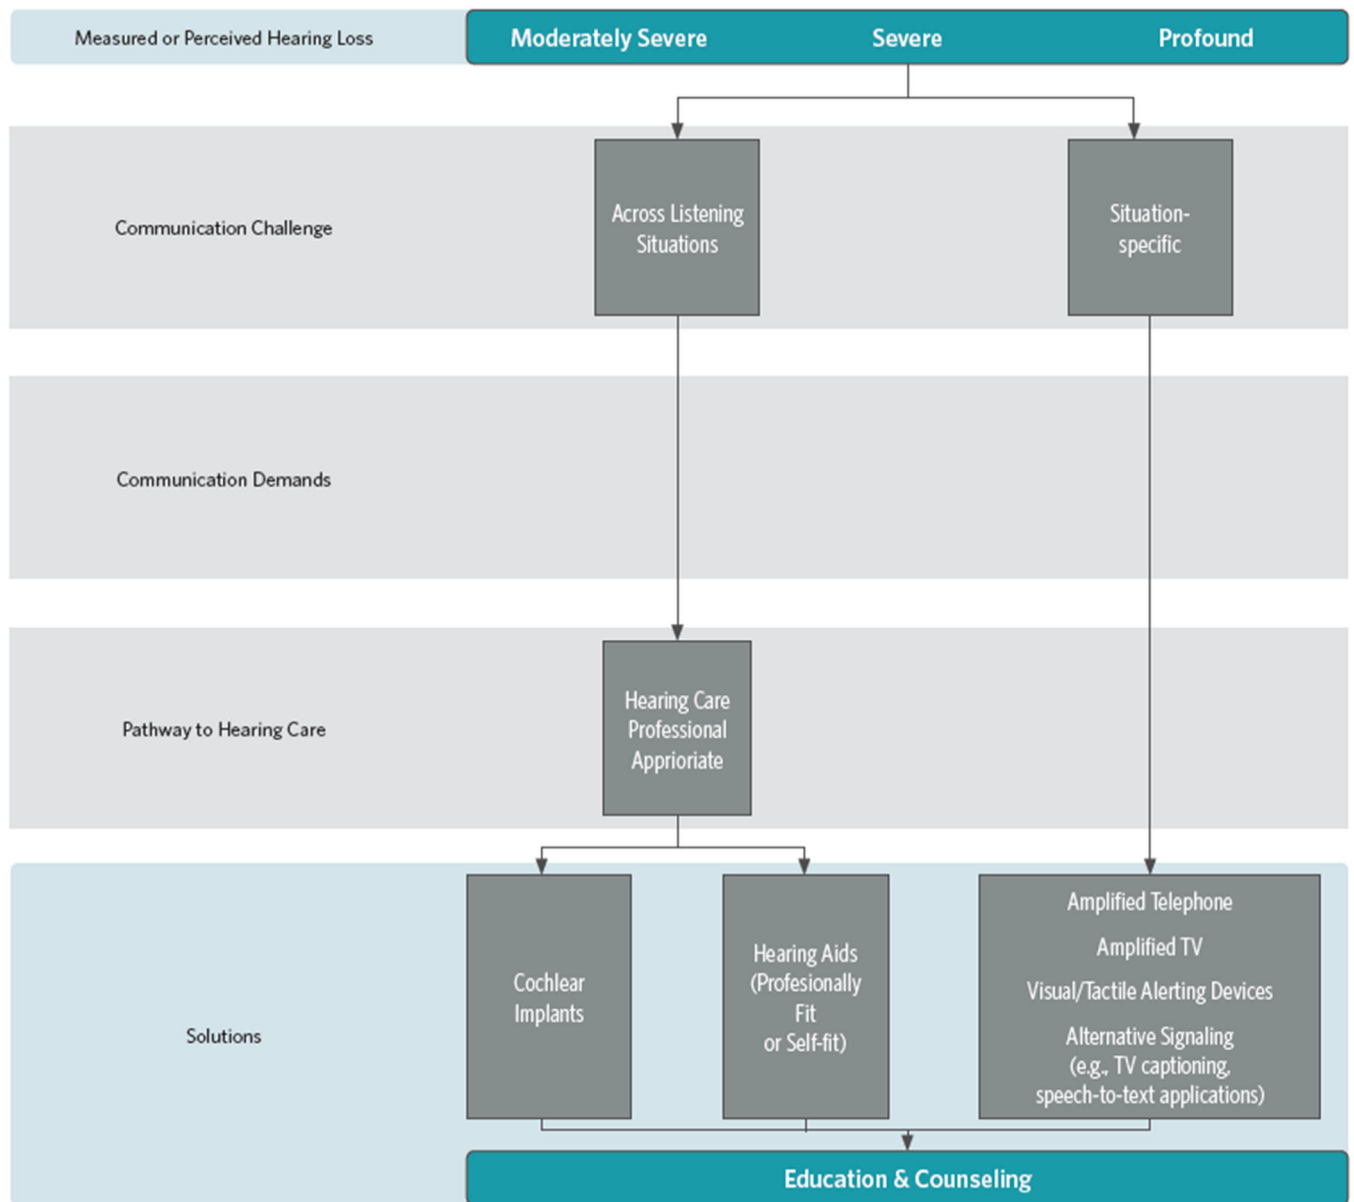 Measured or Perceived Hearing Loss
Moderately Severe
Severe
Profound
Communication Challenge
Across Listening
Situations
Situation-
specific
Communication Demands
Pathway to Hearing Care
Hearing Care
Professional
Approriate
Solutions
Cochlear
Implants
Hearing Aids
(Profesionally
Fit
or Self-fit)
Amplified Telephone
Amplified TV
Visual/Tactile Alerting Devices
Alternative Signaling
(e.g., TV captioning,
speech-to-text applications)
Education & Counseling